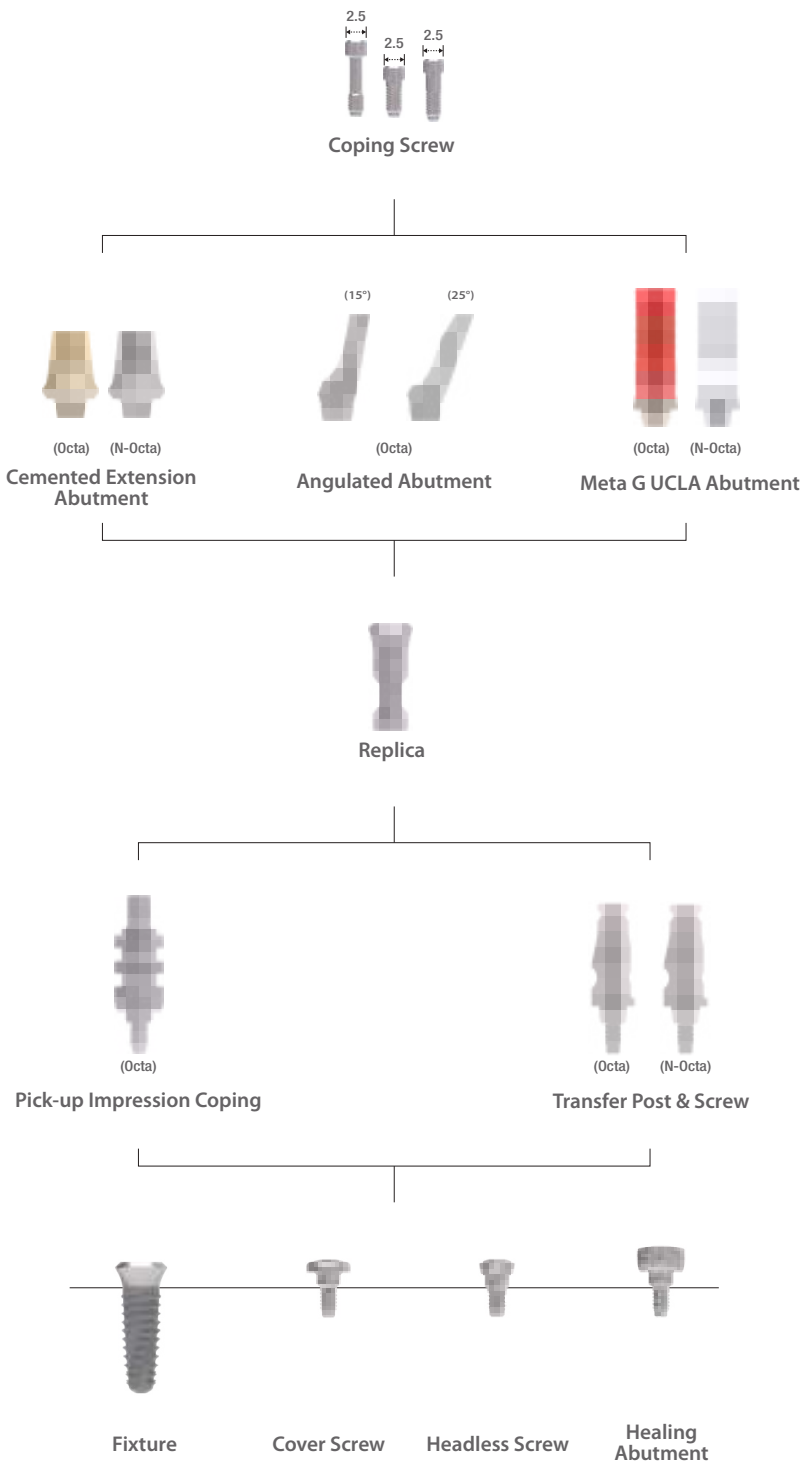 2.5
2.5
2.5
Coping Screw
(15°)
(25°)
(Octa)
(N-Octa)
Cemented Extension
Abutment
(Octa)
Angulated Abutment
(Octa)
(N-Octa)
Meta G UCLA Abutment
Replica
(Octa)
Pick-up Impression Coping
(Octa)
(N-Octa)
Transfer Post & Screw
Fixture
Cover Screw
Headless Screw
Healing
Abutment